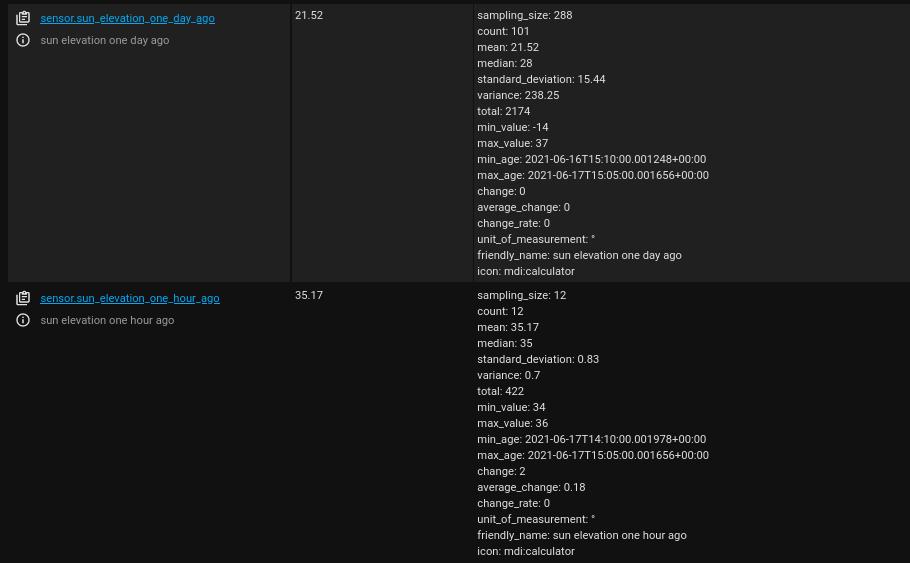 sensor.sun_elevation_one_day_ago
sun elevation one day ago
21.52
sampling_size: 288
count: 101
mean: 21.52
median: 28
standard_deviation: 15.44
variance: 238.25
total: 2174
min_value: -14
max_value: 37
min_age: 2021-06-16T15:10:00.001248+00:00
max_age: 2021-06-17T15:05:00.001656+00:00
change: 0
average_change: 0
change_rate: 0
unit_of_measurement: °
friendly_name: sun elevation one day ago
icon: mdi:calculator
sensor.sun_elevation_one_hour_ago
sun elevation one hour ago
35.17
sampling_size: 12
count: 12
mean: 35.17
median: 35
standard_deviation: 0.83
variance: 0.7
total: 422
min_value: 34
max_value: 36
min_age: 2021-06-17T14:10:00.001978+00:00
max_age: 2021-06-17T15:05:00.001656+00:00
change: 2
average_change: 0.18
change_rate: 0
unit_of_measurement: °
friendly_name: sun elevation one hour ago
icon: mdi:calculator